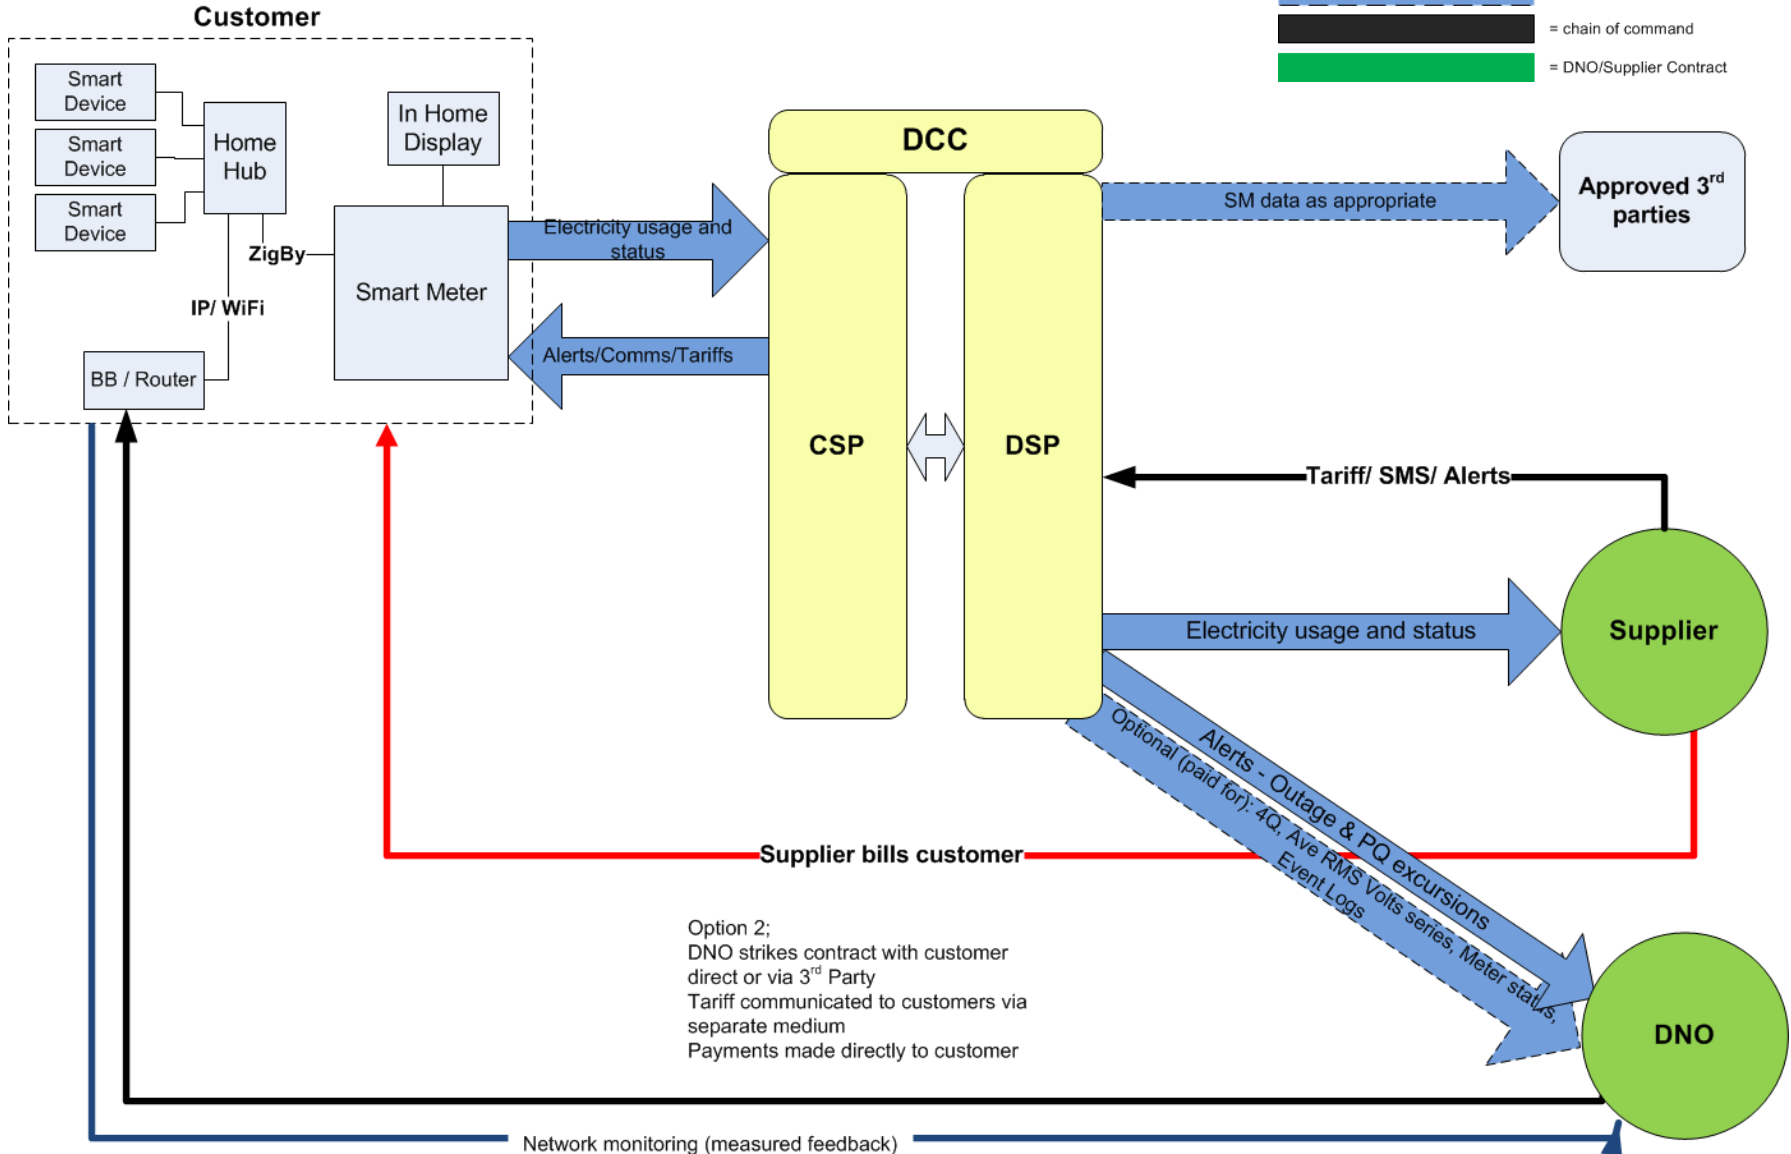 Customer
= chain of command
= DNO/Supplier Contract
Smart
Device
Smart
Device
Smart
Device
Home
Hub
In Home
Display
ZigBy
IP/ WiFi
Smart Meter
BB / Router
Electricity usage and
status
Alerts/Comms/Tariffs
DCC
CSP
DSP
SM data as appropriate
Approved 3rd
parties
Tariff/ SMS/ Alerts
Supplier
Electricity usage and status
Alerts - Outage & PQ excursions
Optional (paid for): 4Q, Ave RMS Volts series, Meter status,
Event Logs
Supplier bills customer
Option 2;
DNO strikes contract with customer
direct or via 3rd Party
Tariff communicated to customers via
separate medium
Payments made directly to customer
DNO
Network monitoring (measured feedback)